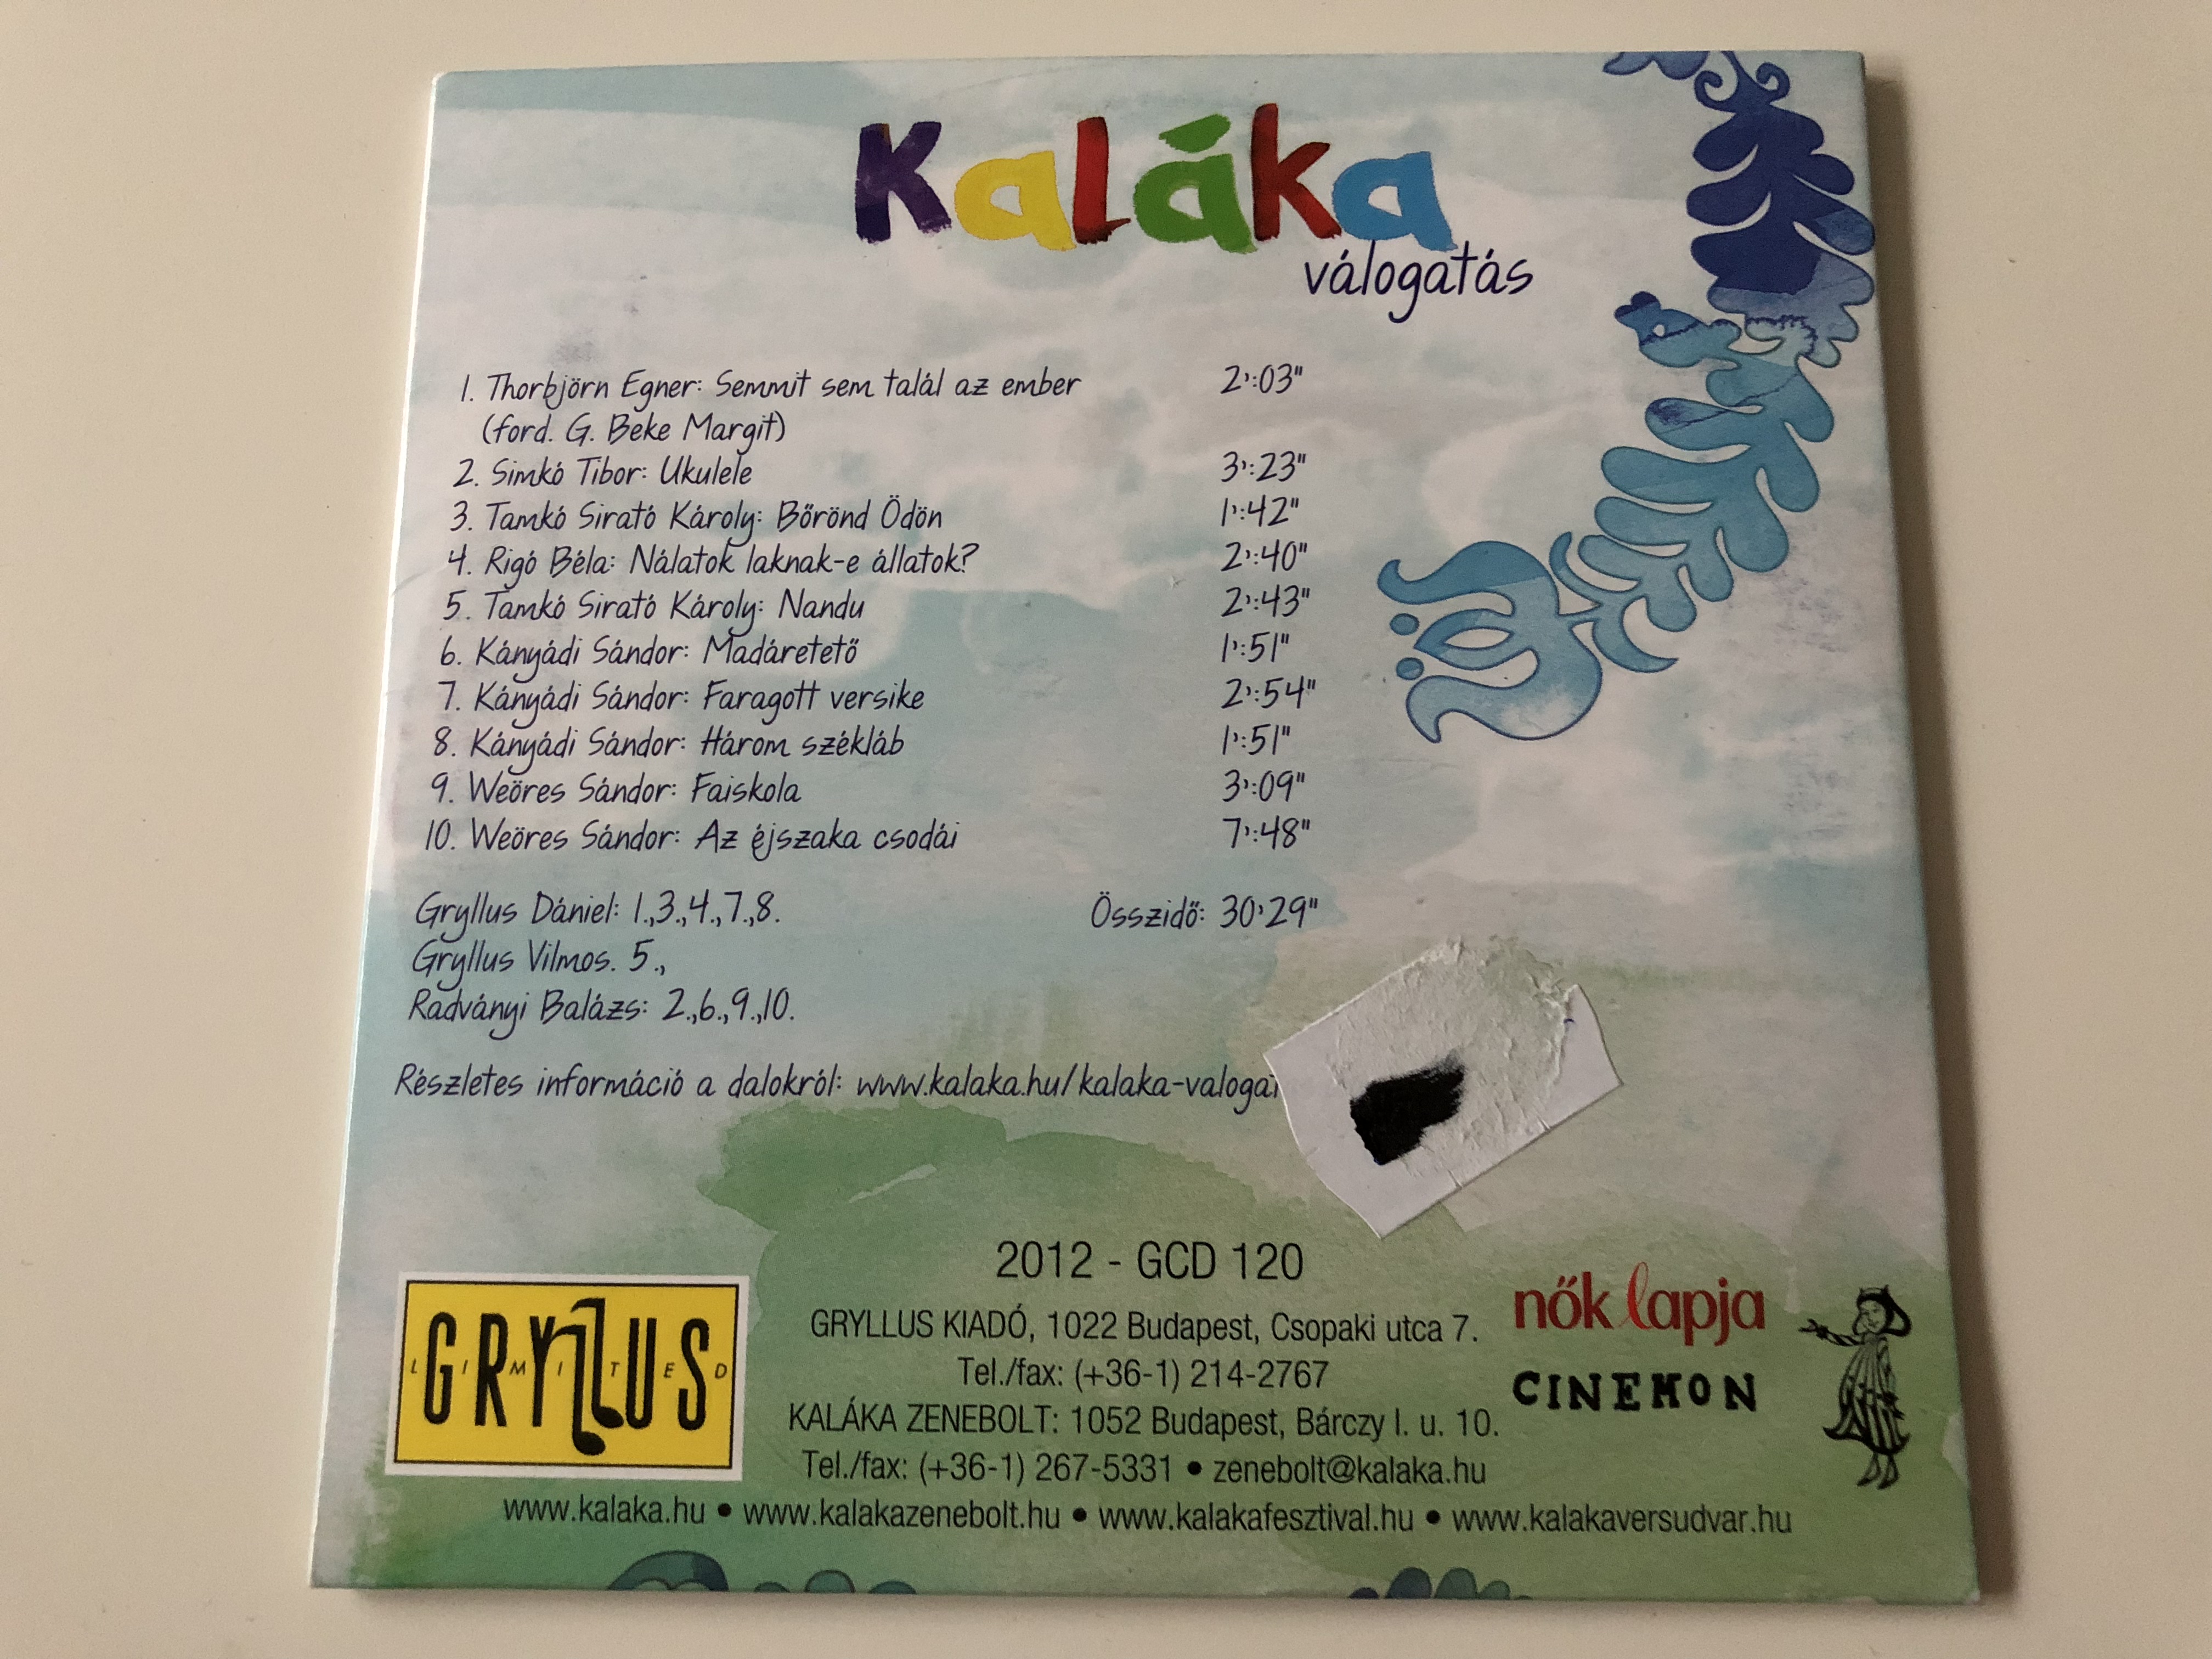 Kaláka
válogatás
1. Thorbjörn Egner: Semmit sem talál az ember 2':03"
(ford. G. Beke Margit)
2. Simkó Tibor: Ukulele 3':23"
3. Tamkó Sirató Károly: Bőrönd Ödön 1':42"
4. Rigó Béla: Nálatok laknak-e állatok? 2':40"
5. Tamkó Sirató Károly: Nandu 2':43"
6. Kányádi Sándor: Madáretető 1':51"
7. Kányádi Sándor: Faragott versike 2':54"
8. Kányádi Sándor: Három székláb 1':51"
9. Weöres Sándor: Faiskola 3':09"
10. Weöres Sándor: Az éjszaka csodái 7':48"
Gryllus Dániel: 1.,3.,4.,7.,8. Összidő: 30'29"
Gryllus Vilmos. 5.,
Radványi Balázs: 2.,6.,9.,10.
Részletes információ a dalokról:
2012 - GCD 120
GRYLLUS KIADÓ, 1022 Budapest, Csopaki utca 7.
Tel./fax: (+36-1) 214-2767
KALÁKA ZENEBOLT: 1052 Budapest, Bárczy I. u. 10.
Tel./fax: (+36-1) 267-5331 • zenebolt@kalaka.hu
www.kalaka.hu • www.kalakazenebolt.hu • www.kalakafesztival.hu • www.kalakaversudvar.hu
GRYLLUS
LIMITED
nők lapja
CINEMON